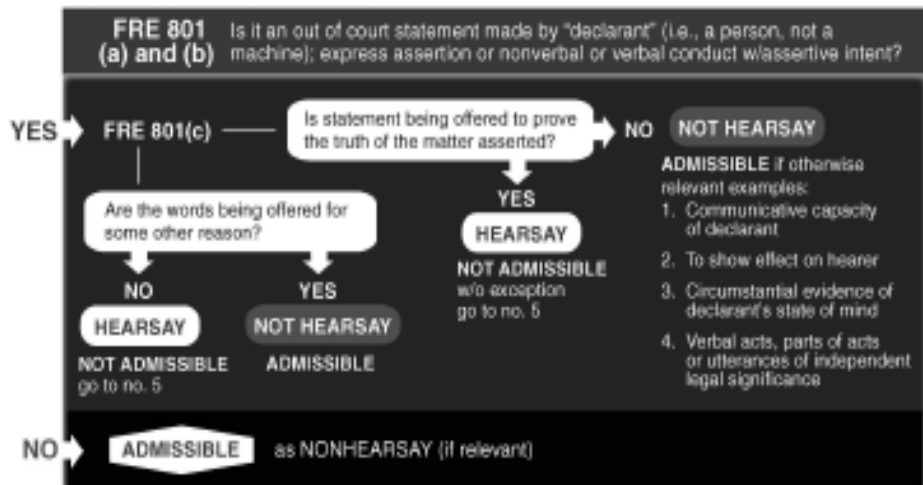 FRE 801
(a) and (b)
Is it an out of court statement made by "declarant" (i.e., a person, not a
machine); express assertion or nonverbal or verbal conduct w/assertive intent?
YES
FRE 801(c)
Is statement being offered to prove
the truth of the matter asserted?
NO
NOT HEARSAY
ADMISSIBLE if otherwise
relevant examples:
1. Communicative capacity
of declarant
2. To show effect on hearer
3. Circumstantial evidence of
declarant's state of mind
4. Verbal acts, parts of acts
or utterances of independent
legal significance
YES
HEARSAY
NOT ADMISSIBLE
w/o exception
go to no. 5
Are the words being offered for
some other reason?
NO
HEARSAY
NOT ADMISSIBLE
go to no. 5
YES
NOT HEARSAY
ADMISSIBLE
NO
ADMISSIBLE
as NONHEARSAY (if relevant)